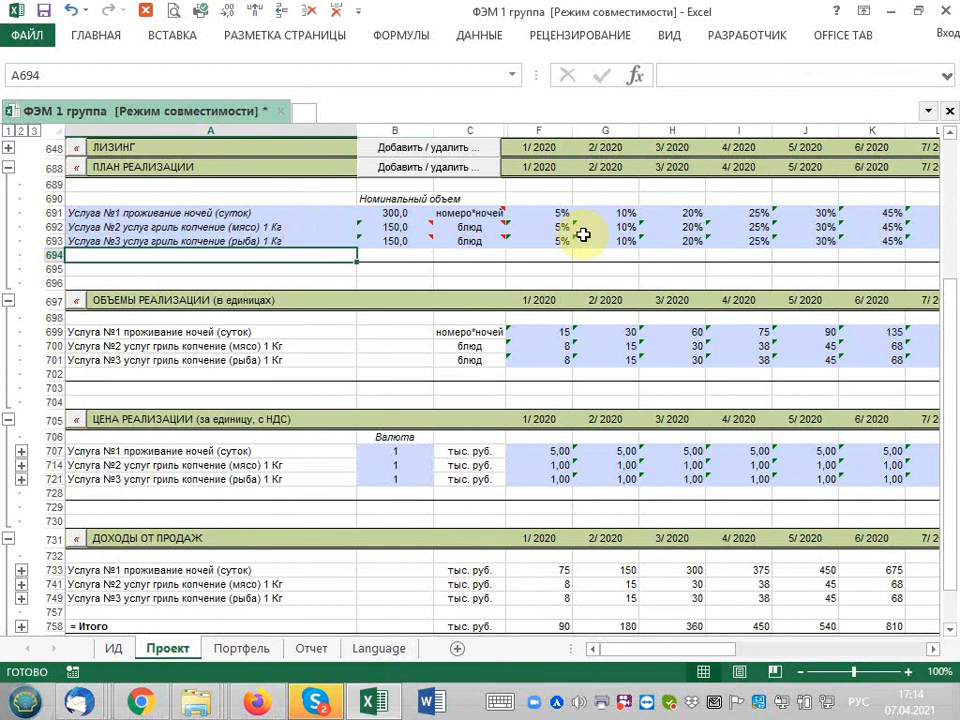 ФЭМ 1 группа [Режим совместимости] - Excel
ФАЙЛ ГЛАВНАЯ ВСТАВКА РАЗМЕТКА СТРАНИЦЫ ФОРМУЛЫ ДАННЫЕ РЕЦЕНЗИРОВАНИЕ ВИД РАЗРАБОТЧИК OFFICE TAB Вход
A694 fx
ФЭМ 1 группа [Режим совместимости] *
1 2 3 A B C F G H I J K L
648 « ЛИЗИНГ Добавить / удалить ... 1/ 2020 2/ 2020 3/ 2020 4/ 2020 5/ 2020 6/ 2020 7/ 2
688 « ПЛАН РЕАЛИЗАЦИИ Добавить / удалить ... 1/ 2020 2/ 2020 3/ 2020 4/ 2020 5/ 2020 6/ 2020 7/ 2
689
690 Номинальный объем
691 Услуга №1 проживание ночей (суток) 300,0 номеро*ночей 5% 10% 20% 25% 30% 45%
692 Услуга №2 услуг гриль копчение (мясо) 1 Кг 150,0 блюд 5% 10% 20% 25% 30% 45%
693 Услуга №3 услуг гриль копчение (рыба) 1 Кг 150,0 блюд 5% 10% 20% 25% 30% 45%
694
695
696
697 « ОБЪЕМЫ РЕАЛИЗАЦИИ (в единицах) 1/ 2020 2/ 2020 3/ 2020 4/ 2020 5/ 2020 6/ 2020 7/ 2
698
699 Услуга №1 проживание ночей (суток) номеро*ночей 15 30 60 75 90 135
700 Услуга №2 услуг гриль копчение (мясо) 1 Кг блюд 8 15 30 38 45 68
701 Услуга №3 услуг гриль копчение (рыба) 1 Кг блюд 8 15 30 38 45 68
702
703
704
705 « ЦЕНА РЕАЛИЗАЦИИ (за единицу, с НДС) 1/ 2020 2/ 2020 3/ 2020 4/ 2020 5/ 2020 6/ 2020 7/ 2
706 Валюта
707 Услуга №1 проживание ночей (суток) 1 тыс. руб. 5,00 5,00 5,00 5,00 5,00 5,00
714 Услуга №2 услуг гриль копчение (мясо) 1 Кг 1 тыс. руб. 1,00 1,00 1,00 1,00 1,00 1,00
721 Услуга №3 услуг гриль копчение (рыба) 1 Кг 1 тыс. руб. 1,00 1,00 1,00 1,00 1,00 1,00
728
729
730
731 « ДОХОДЫ ОТ ПРОДАЖ 1/ 2020 2/ 2020 3/ 2020 4/ 2020 5/ 2020 6/ 2020 7/ 2
732
733 Услуга №1 проживание ночей (суток) тыс. руб. 75 150 300 375 450 675
741 Услуга №2 услуг гриль копчение (мясо) 1 Кг тыс. руб. 8 15 30 38 45 68
749 Услуга №3 услуг гриль копчение (рыба) 1 Кг тыс. руб. 8 15 30 38 45 68
757
758 = Итого тыс. руб. 90 180 360 450 540 810
ИД Проект Портфель Отчет Language
ГОТОВО 100%
РУС 17:14
07.04.2021